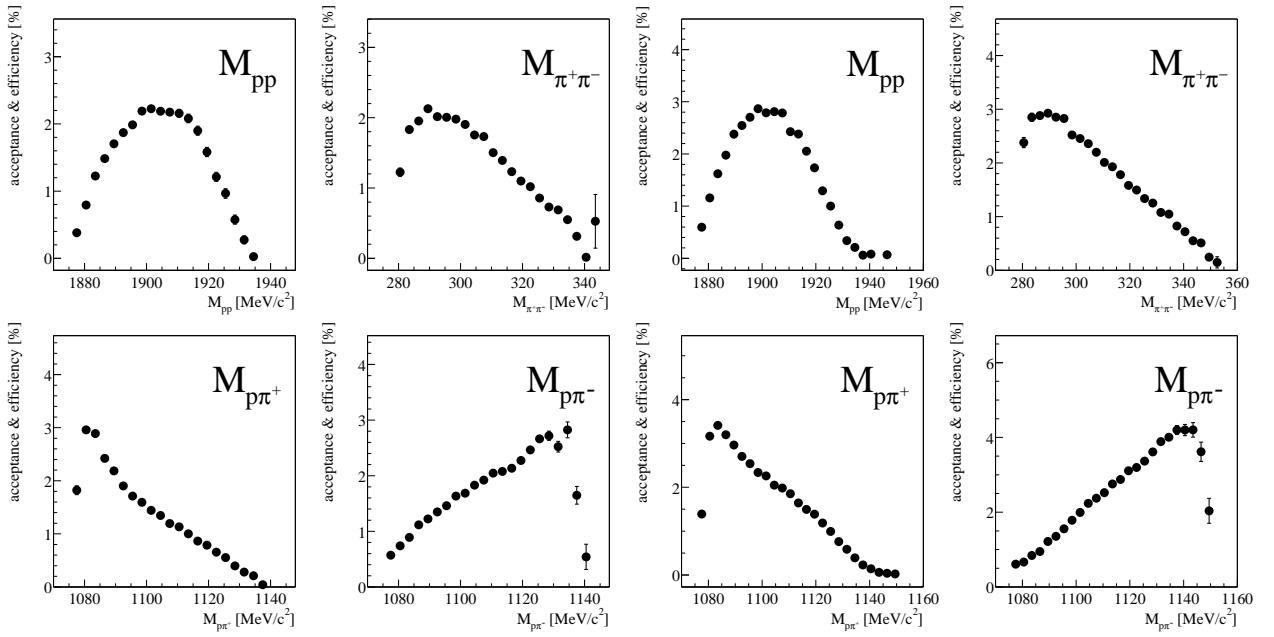 acceptance & efficiency [%]
M_pp
3
2
1
0
1880 1900 1920 1940
M_pp [MeV/c²]
acceptance & efficiency [%]
M_π⁺π⁻
3
2
1
0
280 300 320 340
M_π⁺π⁻ [MeV/c²]
acceptance & efficiency [%]
M_pp
4
3
2
1
0
1880 1900 1920 1940 1960
M_pp [MeV/c²]
acceptance & efficiency [%]
M_π⁺π⁻
4
3
2
1
0
280 300 320 340 360
M_π⁺π⁻ [MeV/c²]
acceptance & efficiency [%]
M_pπ⁺
4
3
2
1
0
1080 1100 1120 1140
M_pπ⁺ [MeV/c²]
acceptance & efficiency [%]
M_pπ-
4
3
2
1
0
1080 1100 1120 1140
M_pπ⁻ [MeV/c²]
acceptance & efficiency [%]
M_pπ⁺
4
2
0
1080 1100 1120 1140 1160
M_pπ⁺ [MeV/c²]
acceptance & efficiency [%]
M_pπ-
6
4
2
0
1080 1100 1120 1140 1160
M_pπ⁻ [MeV/c²]